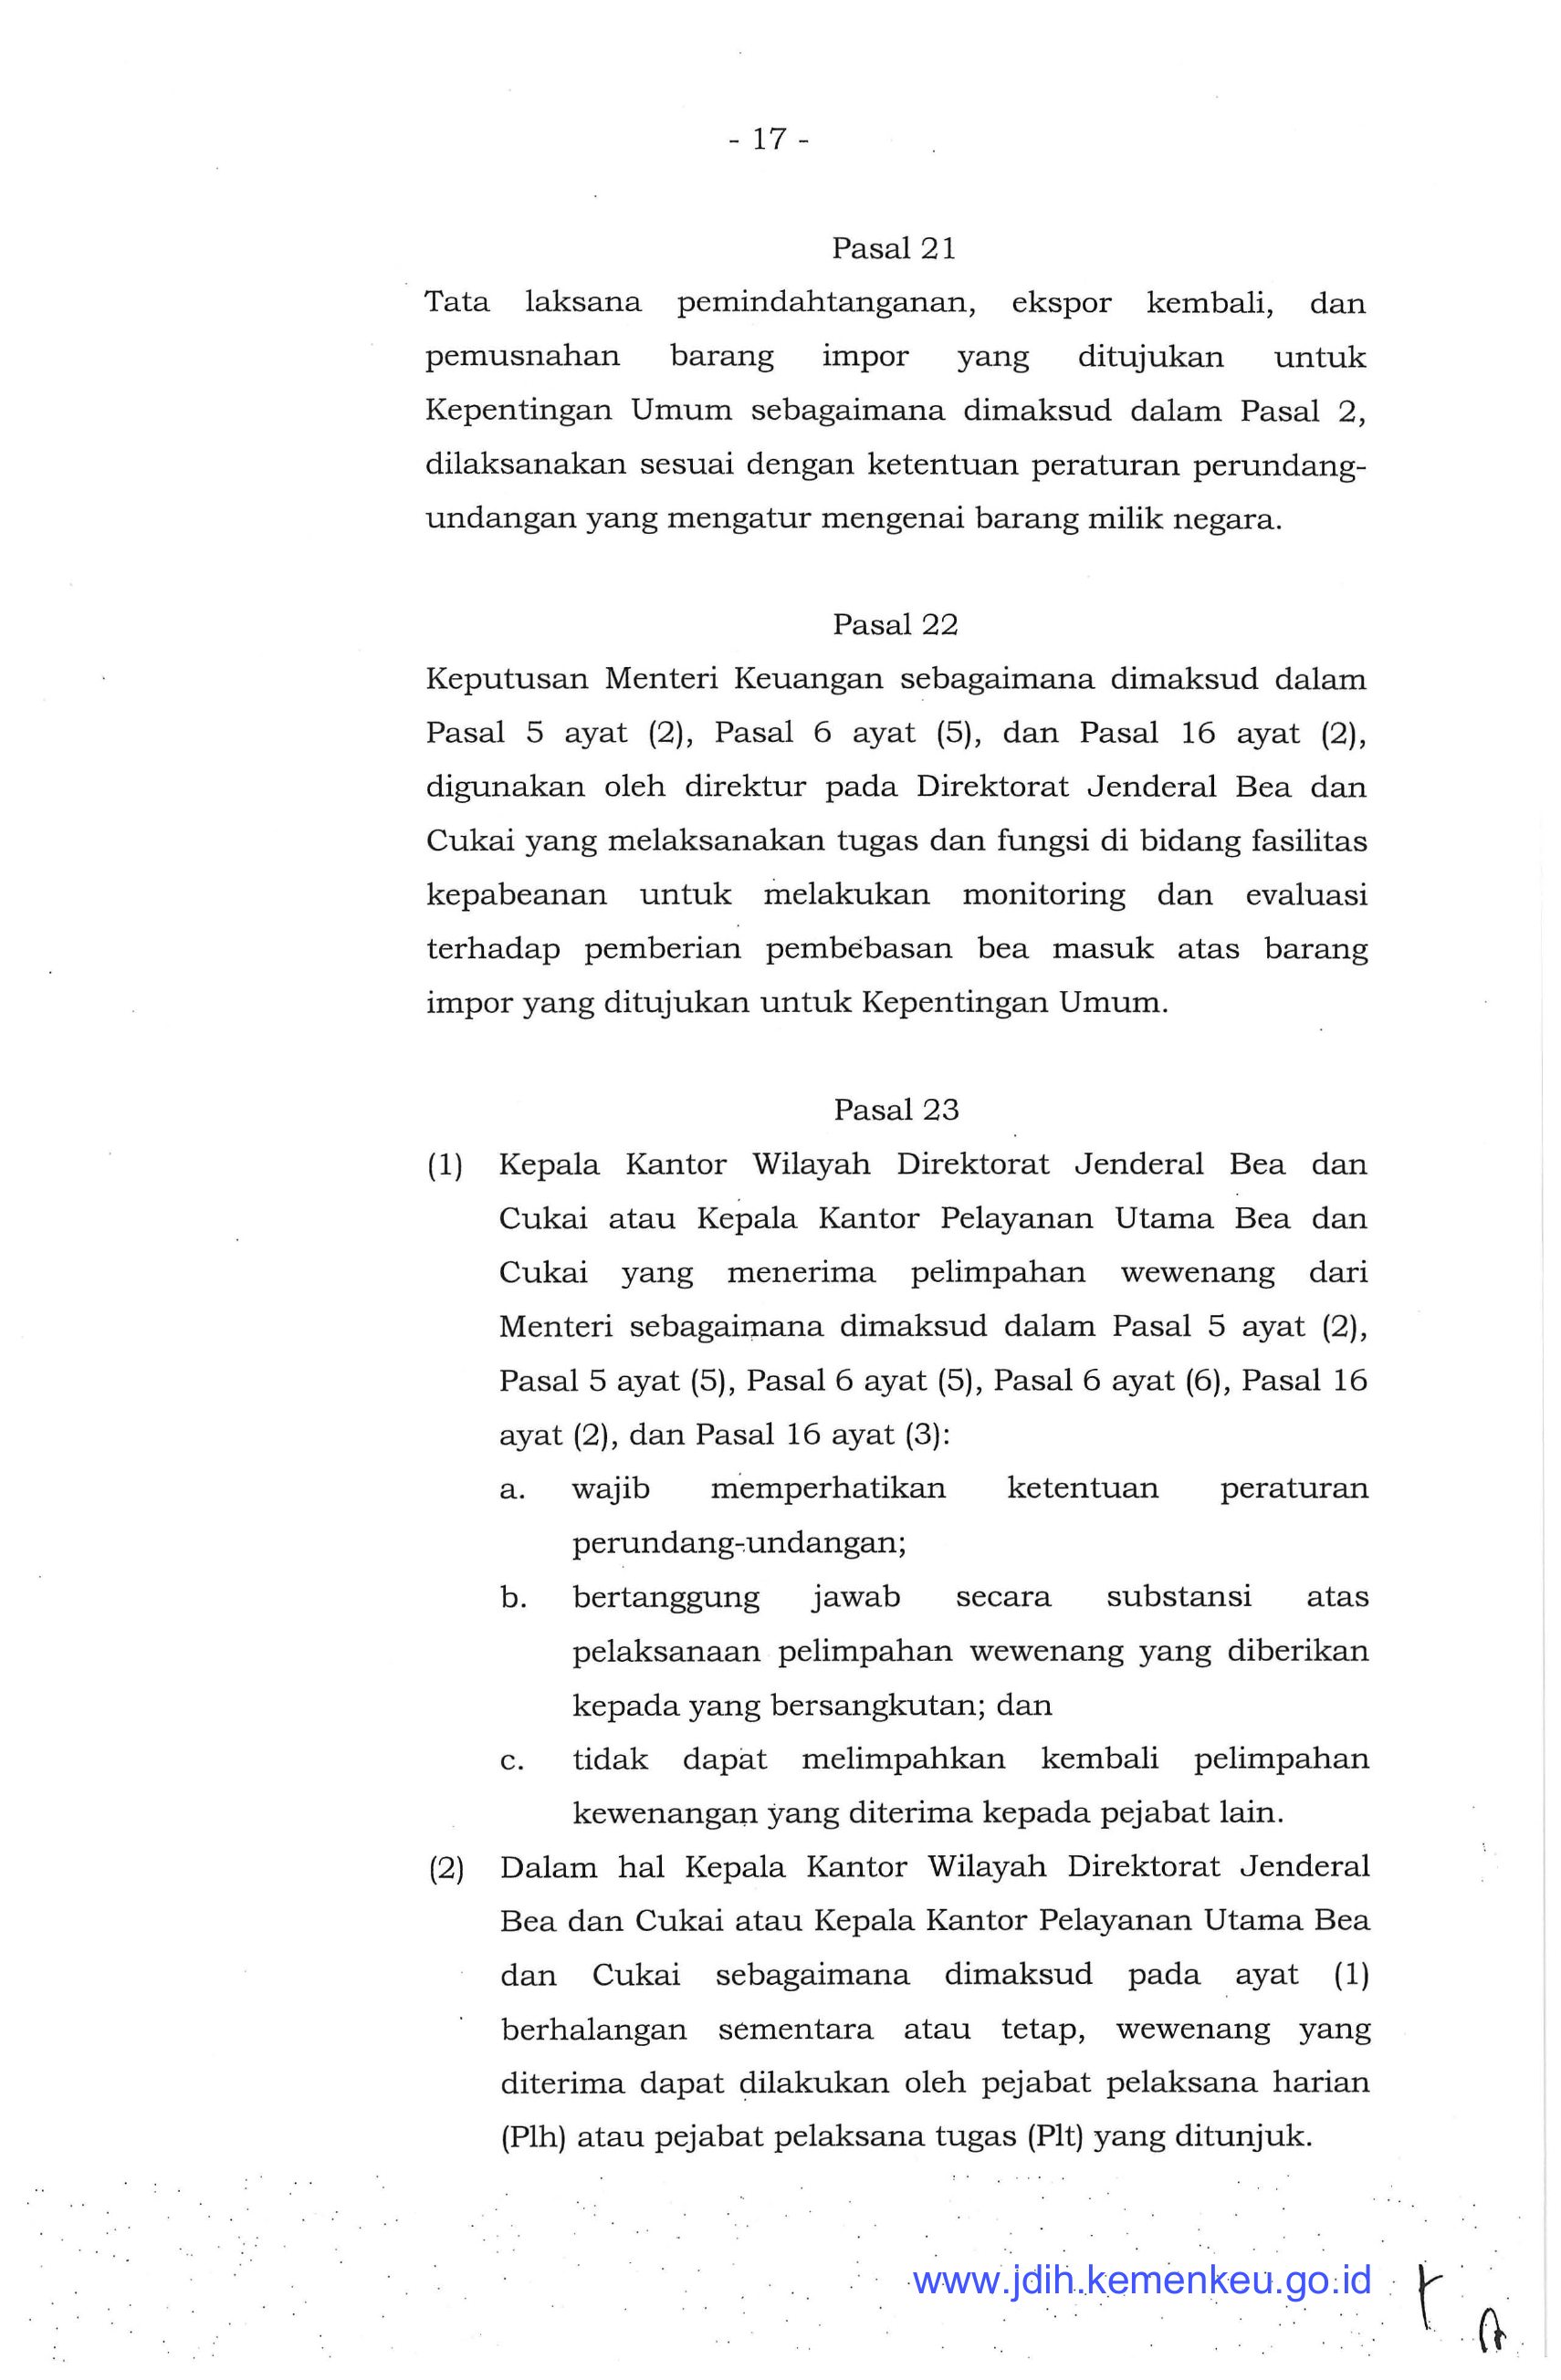 - 17 -
Pasal 21
Tata laksana pemindahtanganan, ekspor kembali, dan
pemusnahan barang impor yang ditujukan untuk
Kepentingan Umum sebagaimana dimaksud dalam Pasal 2,
dilaksanakan sesuai dengan ketentuan peraturan perundang-
undangan yang mengatur mengenai barang milik negara.
Pasal 22
Keputusan Menteri Keuangan sebagaimana dimaksud dalam
Pasal 5 ayat (2), Pasal 6 ayat (5), dan Pasal 16 ayat (2),
digunakan oleh direktur pada Direktorat Jenderal Bea dan
Cukai yang melaksanakan tugas dan fungsi di bidang fasilitas
kepabeanan untuk melakukan monitoring dan evaluasi
terhadap pemberian pembebasan bea masuk atas barang
impor yang ditujukan untuk Kepentingan Umum.
Pasal 23
(1) Kepala Kantor Wilayah Direktorat Jenderal Bea dan
Cukai atau Kepala Kantor Pelayanan Utama Bea dan
Cukai yang menerima pelimpahan wewenang dari
Menteri sebagaimana dimaksud dalam Pasal 5 ayat (2),
Pasal 5 ayat (5), Pasal 6 ayat (5), Pasal 6 ayat (6), Pasal 16
ayat (2), dan Pasal 16 ayat (3):
a. wajib memperhatikan ketentuan peraturan
perundang-undangan;
b. bertanggung jawab secara substansi atas
pelaksanaan pelimpahan wewenang yang diberikan
kepada yang bersangkutan; dan
c. tidak dapat melimpahkan kembali pelimpahan
kewenangan yang diterima kepada pejabat lain.
(2) Dalam hal Kepala Kantor Wilayah Direktorat Jenderal
Bea dan Cukai atau Kepala Kantor Pelayanan Utama Bea
dan Cukai sebagaimana dimaksud pada ayat (1)
berhalangan sementara atau tetap, wewenang yang
diterima dapat dilakukan oleh pejabat pelaksana harian
(Plh) atau pejabat pelaksana tugas (Plt) yang ditunjuk.
www.jdih.kemenkeu.go.id